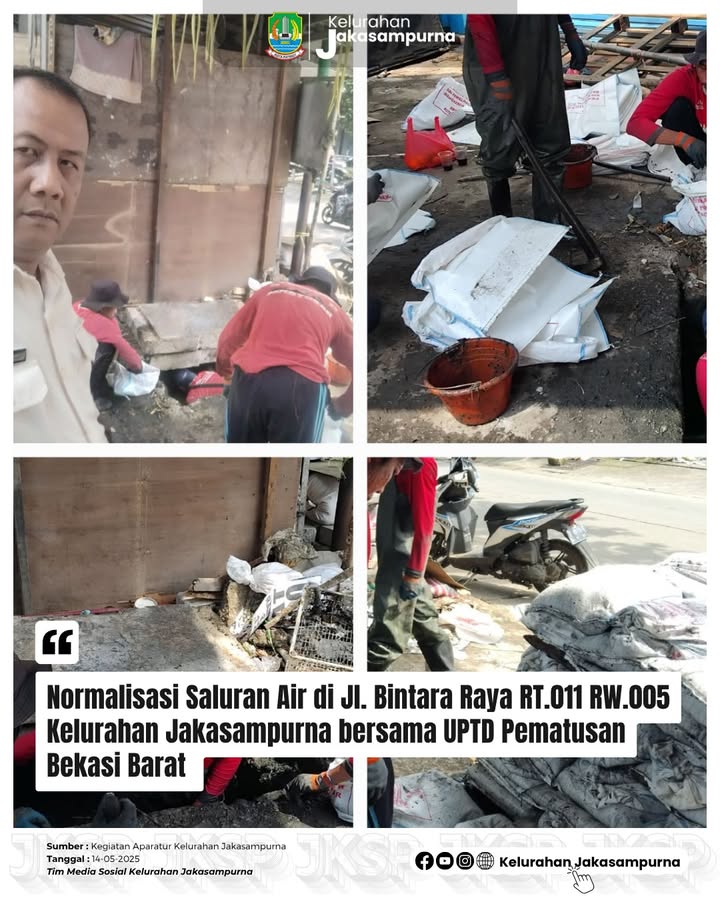 Kelurahan
Jakasampurna
Normalisasi Saluran Air di Jl. Bintara Raya RT.011 RW.005
Kelurahan Jakasampurna bersama UPTD Pematusan
Bekasi Barat
JKSP JKSP JKSP JKSP JKSP
Sumber : Kegiatan Aparatur Kelurahan Jakasampurna
Tanggal : 14-05-2025
Tim Media Sosial Kelurahan Jakasampurna
Kelurahan Jakasampurna